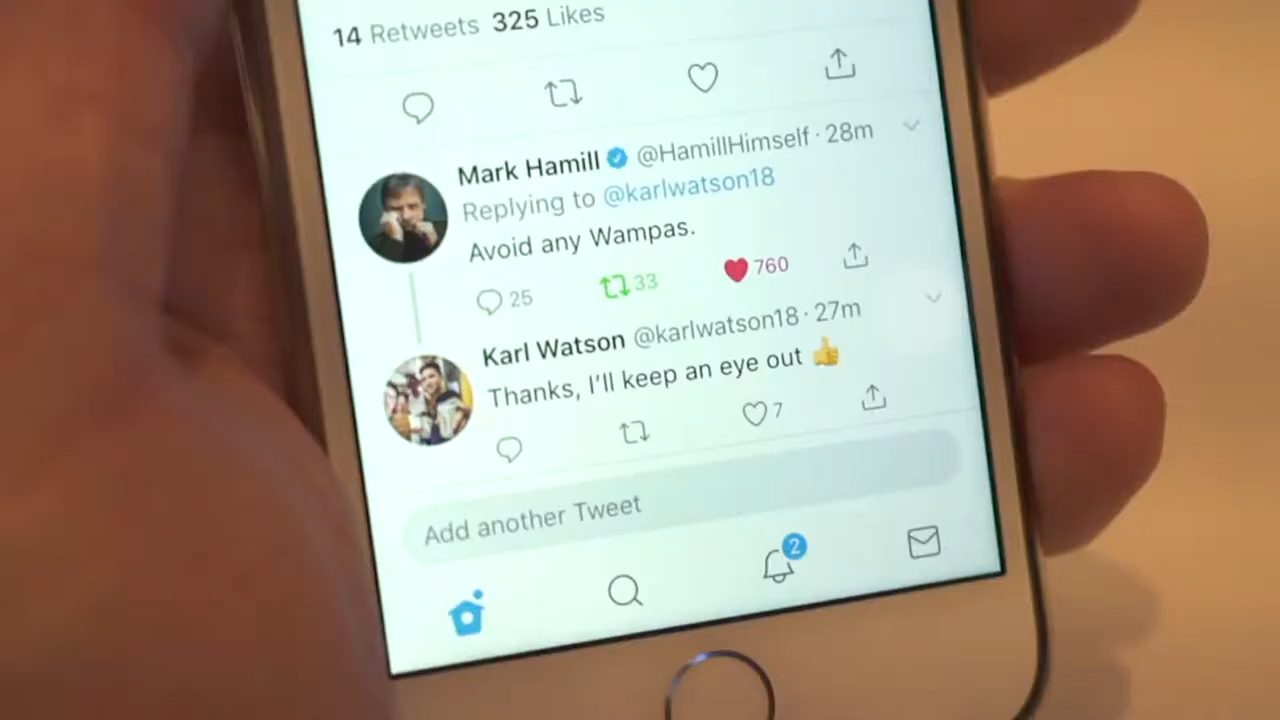 14 Retweets 325 Likes
Mark Hamill @HamillHimself · 28m
Replying to @karlwatson18
Avoid any Wampas.
25 33 760
Karl Watson @karlwatson18 · 27m
Thanks, I'll keep an eye out 👍
7
Add another Tweet
2